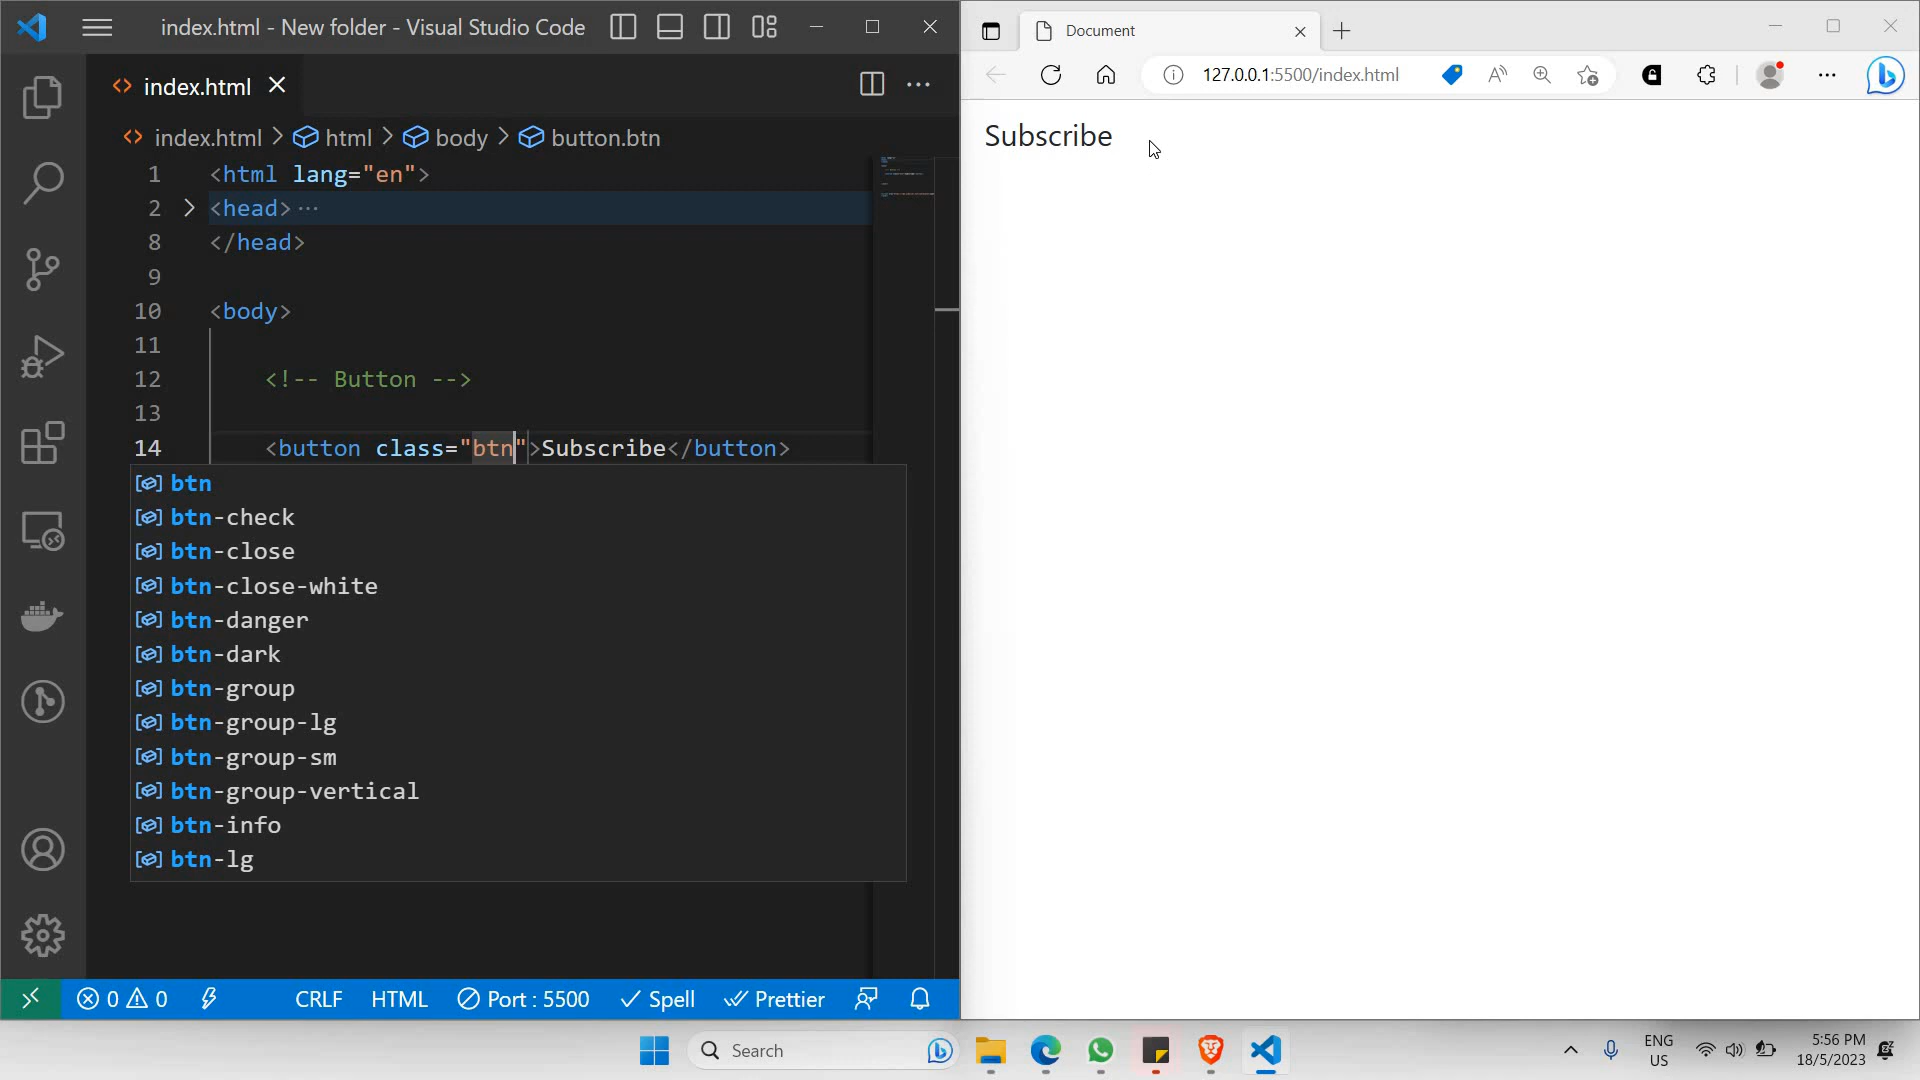 index.html - New folder - Visual Studio Code
index.html
index.html > html > body > button.btn
1 <html lang="en">
2 <head> ···
8 </head>
9
10 <body>
11
12 <!-- Button -->
13
14 <button class="btn">Subscribe</button>
btn
btn-check
btn-close
btn-close-white
btn-danger
btn-dark
btn-group
btn-group-lg
btn-group-sm
btn-group-vertical
btn-info
btn-lg
0 0 CRLF HTML Port : 5500 Spell Prettier
Document
127.0.0.1:5500/index.html
Subscribe
Search
ENG
US
5:56 PM
18/5/2023